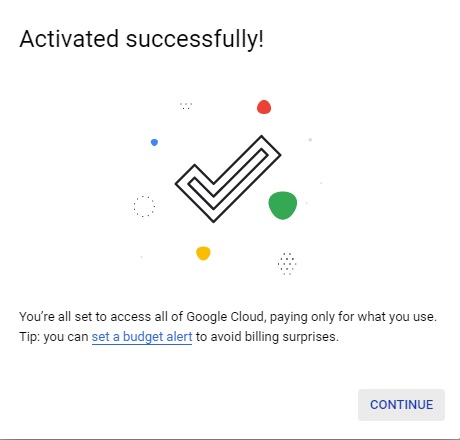 Activated successfully!
You’re all set to access all of Google Cloud, paying only for what you use.
Tip: you can set a budget alert to avoid billing surprises.
CONTINUE